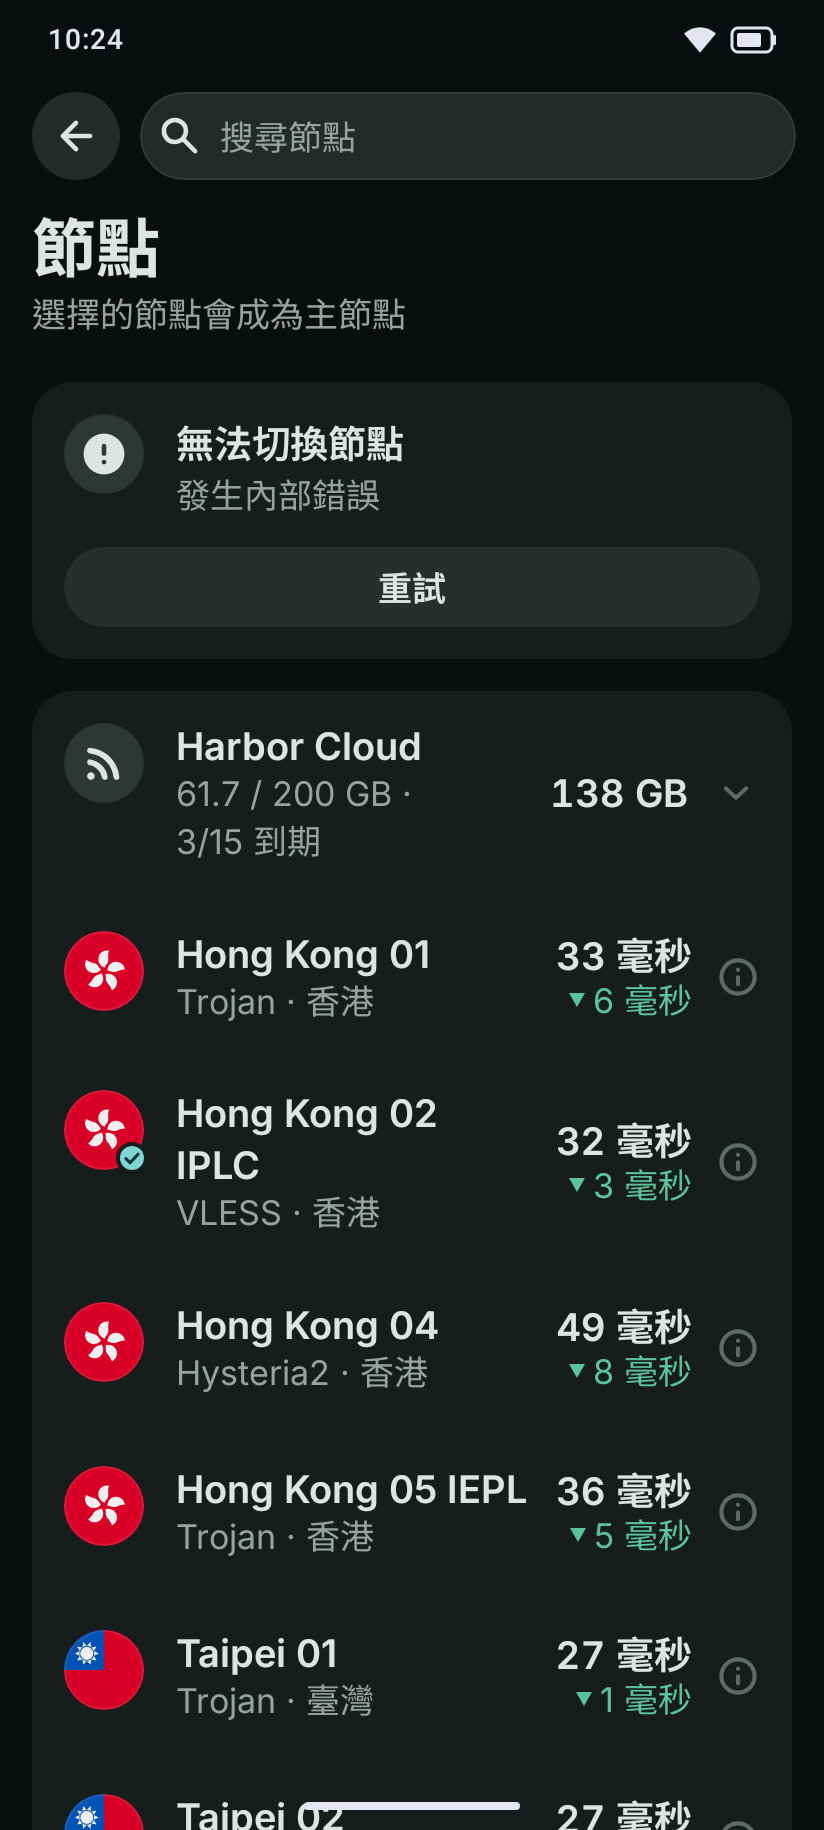 10:24
搜尋節點
節點
選擇的節點會成為主節點
無法切換節點
發生內部錯誤
重試
Harbor Cloud
61.7 / 200 GB ·
3/15 到期
138 GB
Hong Kong 01
Trojan · 香港
33 毫秒
▼6 毫秒
Hong Kong 02
IPLC
VLESS · 香港
32 毫秒
▼3 毫秒
Hong Kong 04
Hysteria2 · 香港
49 毫秒
▼8 毫秒
Hong Kong 05 IEPL
Trojan · 香港
36 毫秒
▼5 毫秒
Taipei 01
Trojan · 臺灣
27 毫秒
▼1 毫秒
Taipei 02
27 毫秒